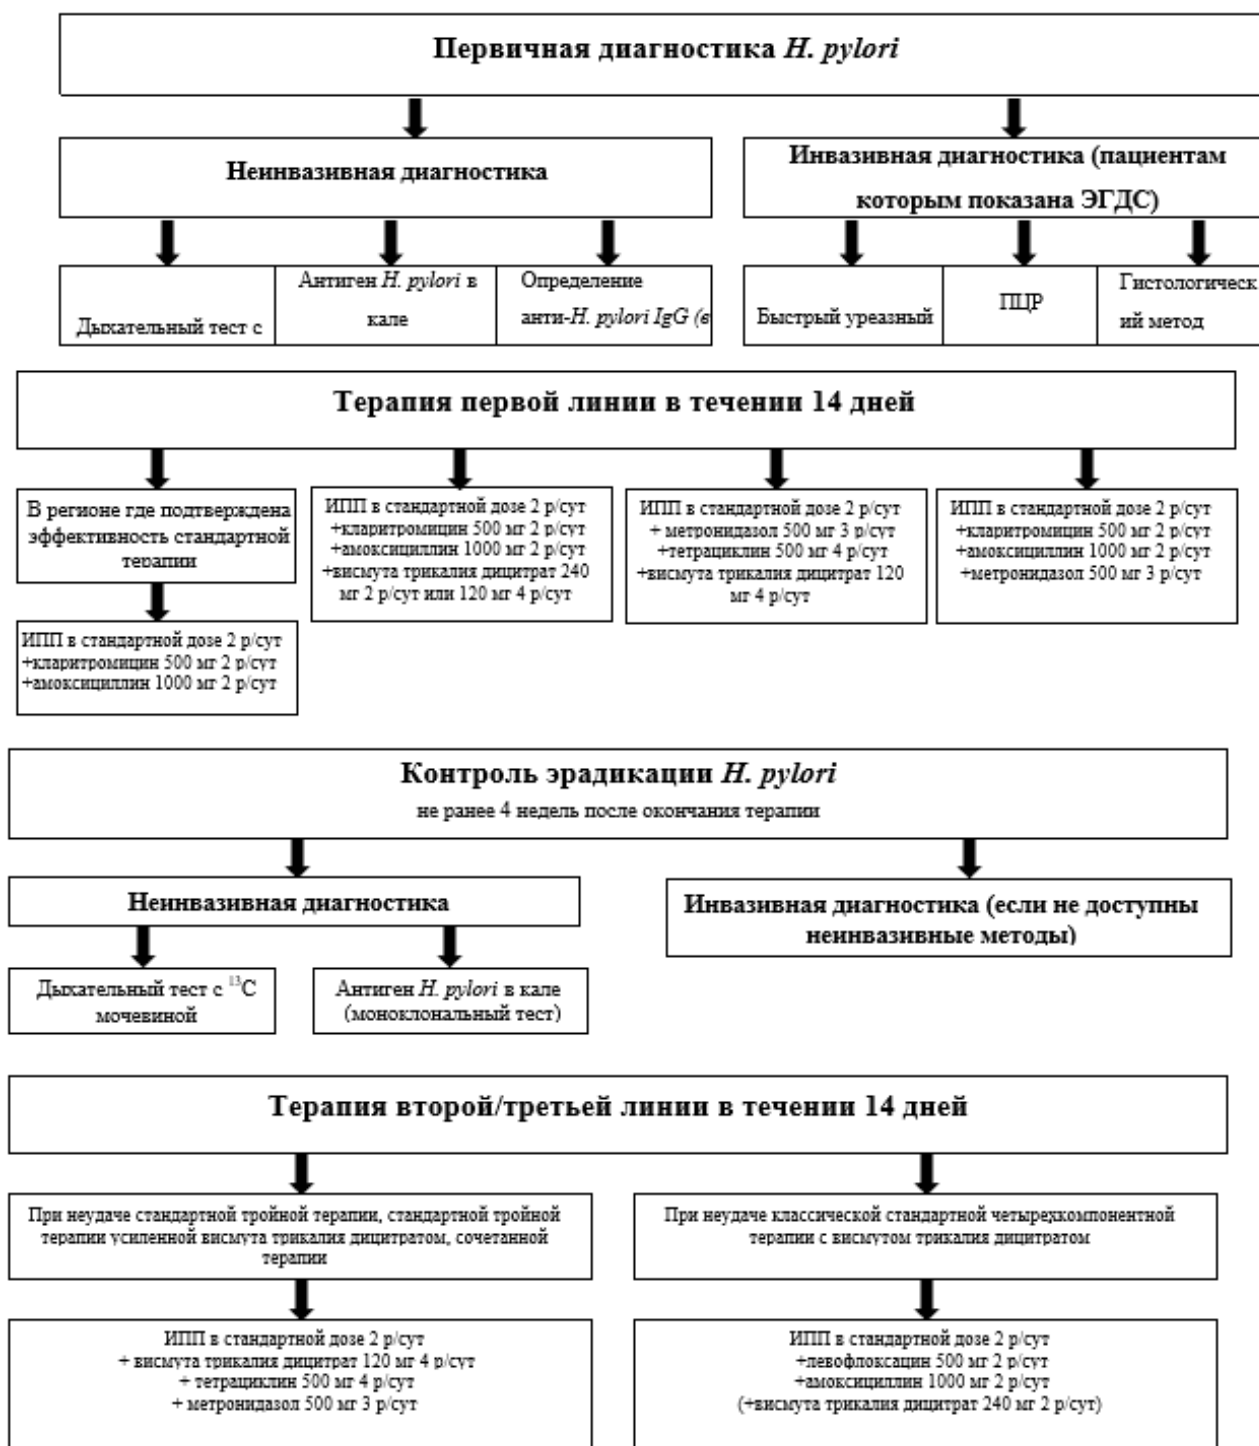 Первичная диагностика H. pylori
Неинвазивная диагностика
Инвазивная диагностика (пациентам
которым показана ЭГДС)
Дыхательный тест с
Антиген H. pylori в
кале
Определение
анти-H. pylori IgG (в
Быстрый уреазный
ПЦР
Гистологическ
ий метод
Терапия первой линии в течении 14 дней
В регионе где подтверждена
эффективность стандартной
терапии
ИПП в стандартной дозе 2 р/сут
+кларитромицин 500 мг 2 р/сут
+амоксициллин 1000 мг 2 р/сут
ИПП в стандартной дозе 2 р/сут
+кларитромицин 500 мг 2 р/сут
+амоксициллин 1000 мг 2 р/сут
+висмута трикалия дицитрат 240
мг 2 р/сут или 120 мг 4 р/сут
ИПП в стандартной дозе 2 р/сут
+ метронидазол 500 мг 3 р/сут
+тетрациклин 500 мг 4 р/сут
+висмута трикалия дицитрат 120
мг 4 р/сут
ИПП в стандартной дозе 2 р/сут
+кларитромицин 500 мг 2 р/сут
+амоксициллин 1000 мг 2 р/сут
+метронидазол 500 мг 3 р/сут
Контроль эрадикации H. pylori
не ранее 4 недель после окончания терапии
Неинвазивная диагностика
Инвазивная диагностика (если не доступны
неинвазивные методы)
Дыхательный тест с ¹³С
мочевиной
Антиген H. pylori в кале
(моноклональный тест)
Терапия второй/третьей линии в течении 14 дней
При неудаче стандартной тройной терапии, стандартной тройной
терапии усиленной висмута трикалия дицитратом, сочетанной
терапии
ИПП в стандартной дозе 2 р/сут
+ висмута трикалия дицитрат 120 мг 4 р/сут
+ тетрациклин 500 мг 4 р/сут
+ метронидазол 500 мг 3 р/сут
При неудаче классической стандартной четырехкомпонентной
терапии с висмутом трикалия дицитратом
ИПП в стандартной дозе 2 р/сут
+левофлоксацин 500 мг 2 р/сут
+амоксициллин 1000 мг 2 р/сут
(+висмута трикалия дицитрат 240 мг 2 р/сут)